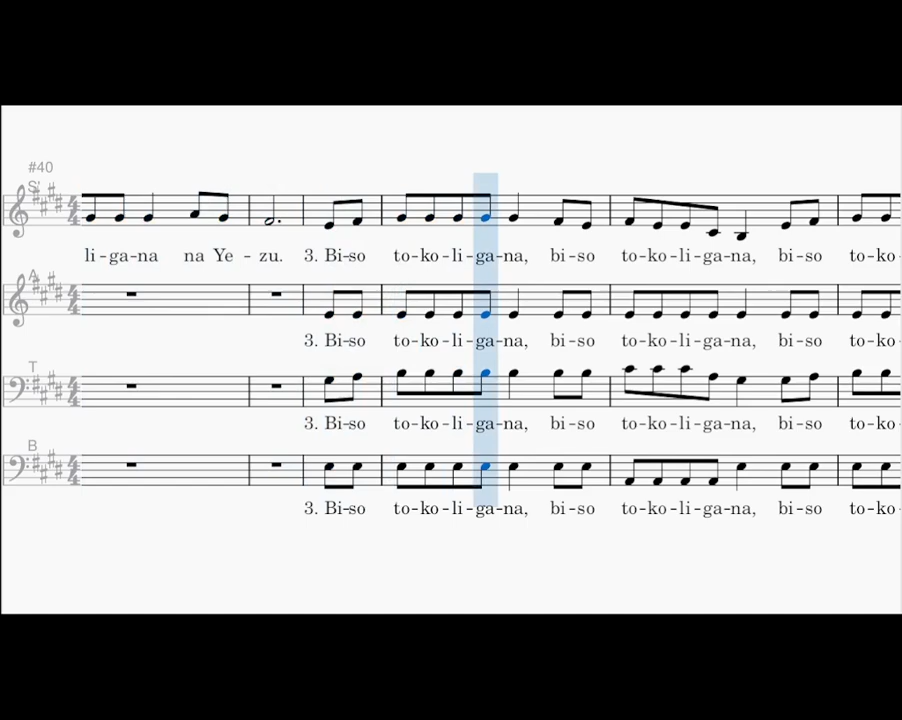 #40
S
li-ga-na na Ye-zu. 3. Bi-so to-ko-li-ga-na, bi-so to-ko-li-ga-na, bi-so to-ko-
A
3. Bi-so to-ko-li-ga-na, bi-so to-ko-li-ga-na, bi-so to-ko-
T
3. Bi-so to-ko-li-ga-na, bi-so to-ko-li-ga-na, bi-so to-ko-
B
3. Bi-so to-ko-li-ga-na, bi-so to-ko-li-ga-na, bi-so to-ko-